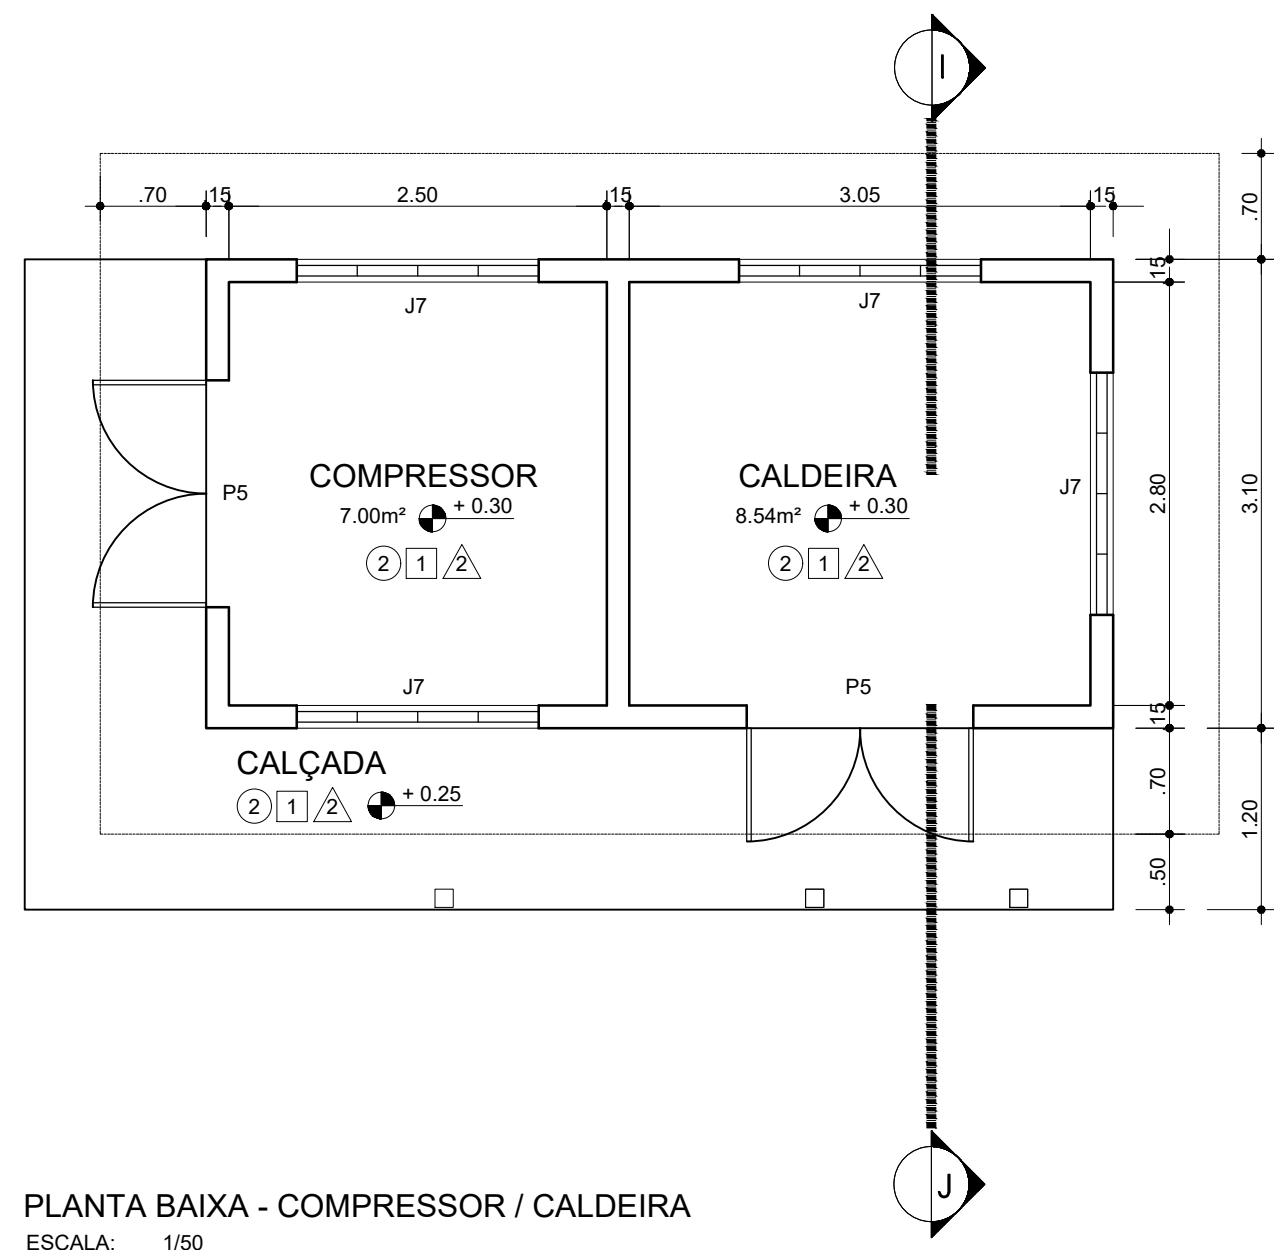 I
.70 15 2.50 15 3.05 15
.70
15
J7 J7
COMPRESSOR CALDEIRA
P5 7.00m² + 0.30 8.54m² + 0.30 J7 2.80 3.10
2 1 2 2 1 2
J7 P5
15
CALÇADA
2 1 2 + 0.25
.70
1.20
.50
J
PLANTA BAIXA - COMPRESSOR / CALDEIRA
ESCALA: 1/50